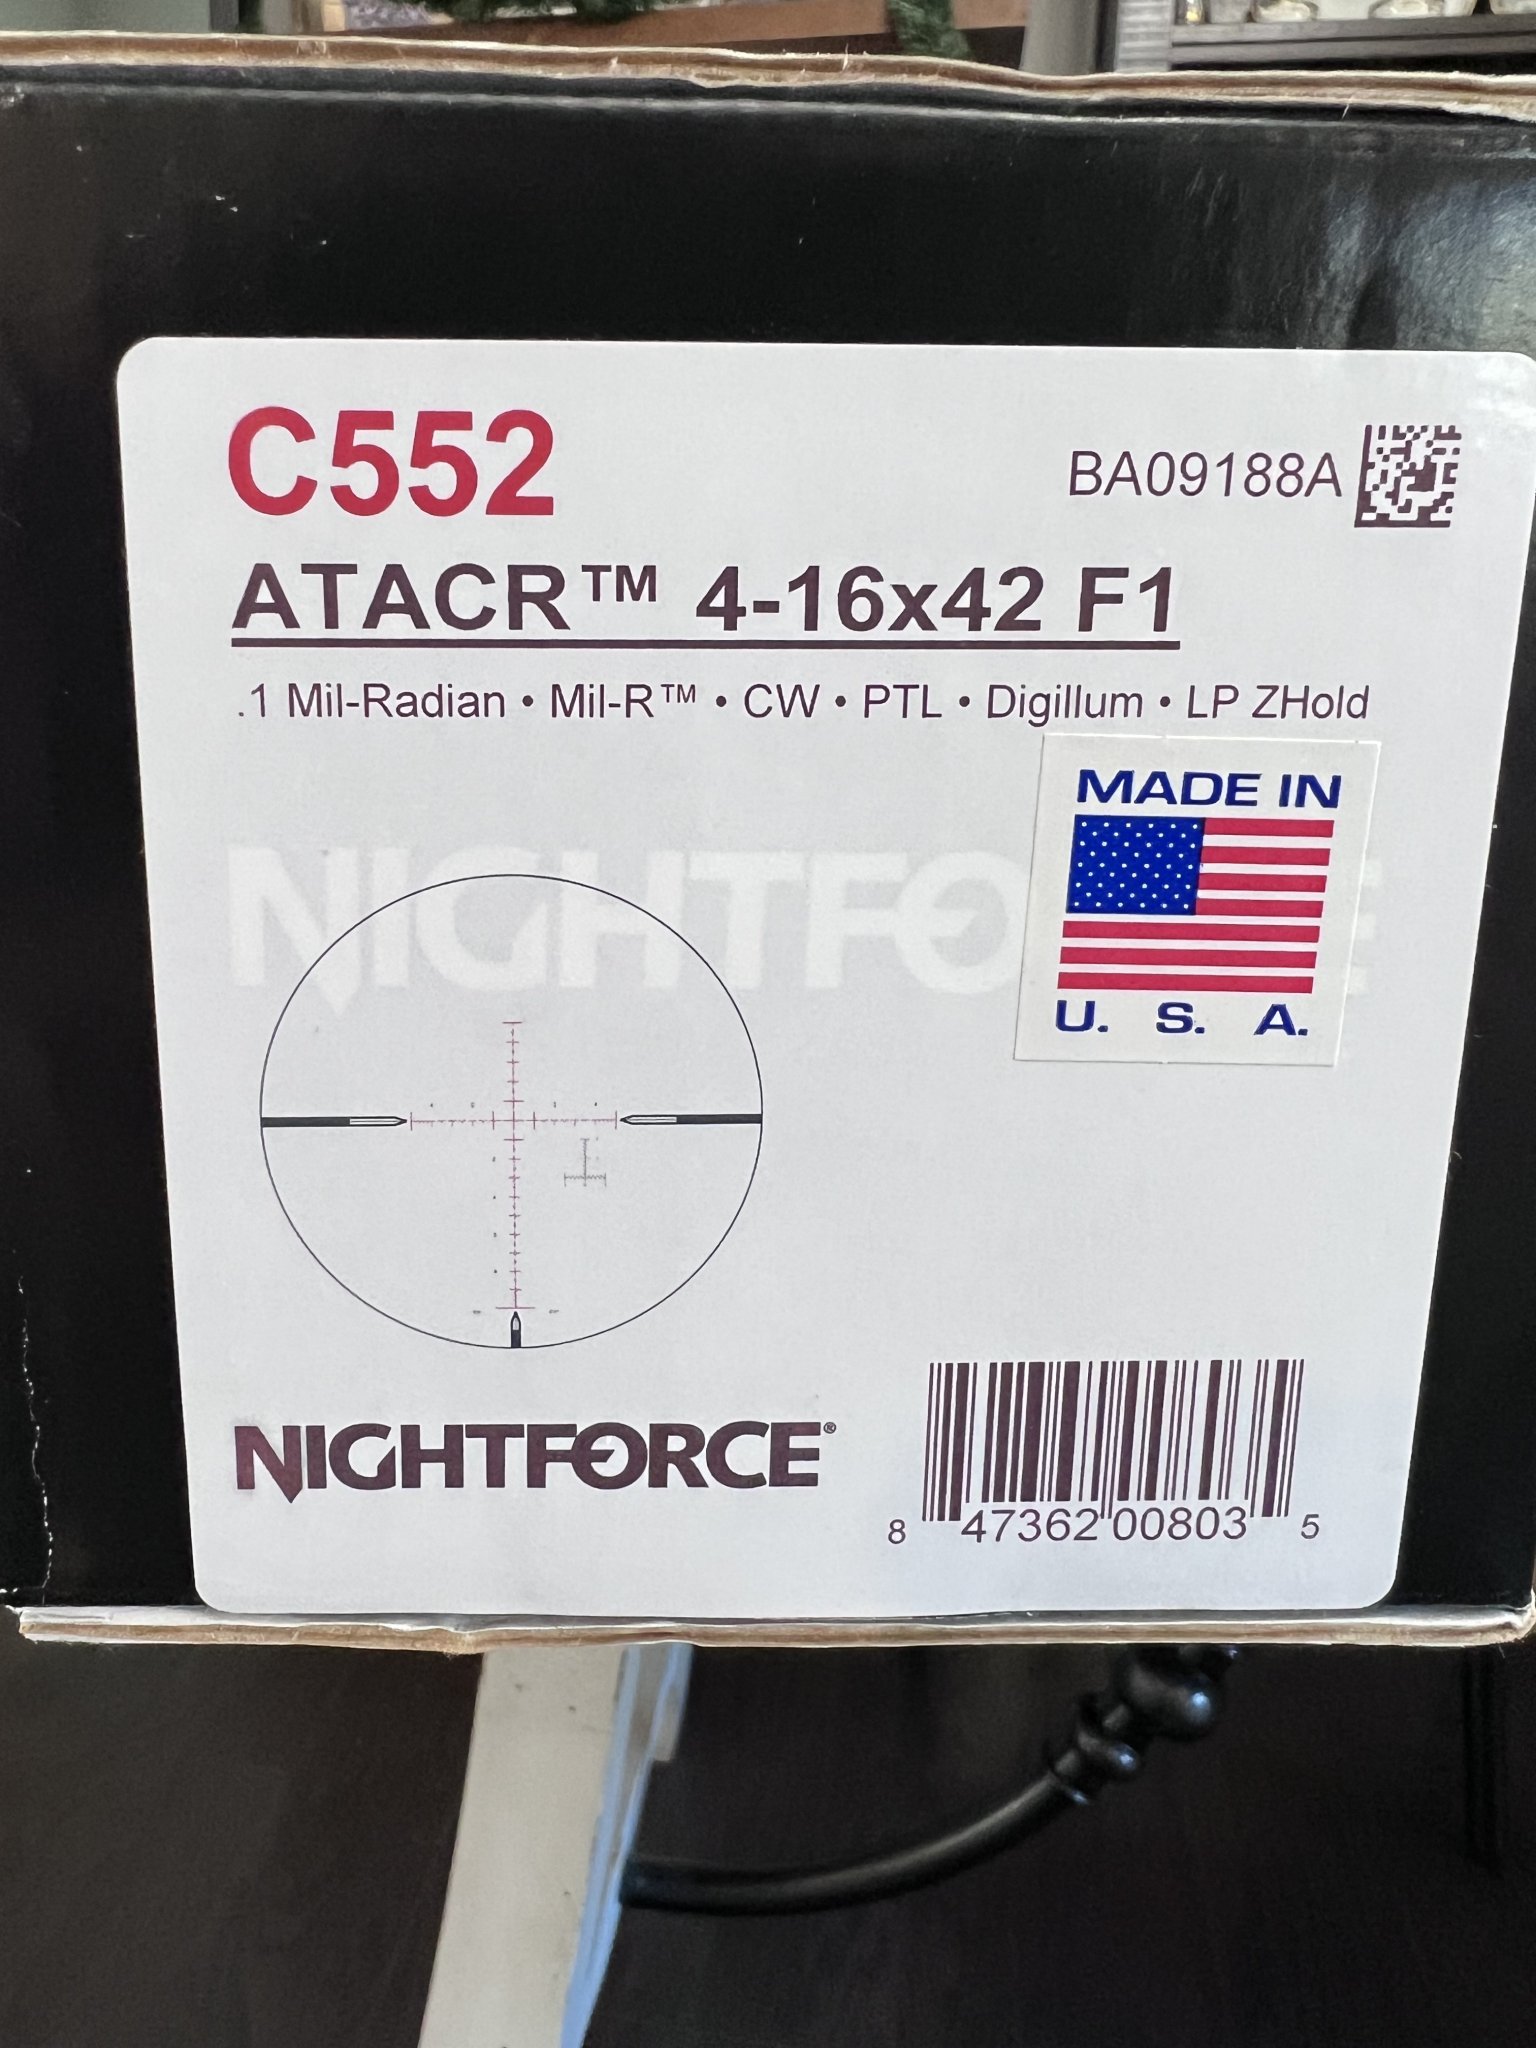 C552
BA09188A
ATACR™ 4-16x42 F1
.1 Mil-Radian • Mil-R™ • CW • PTL • Digillum • LP ZHold
MADE IN
U. S. A.
NIGHTFORCE
NIGHTFORCE®
8 47362 00803 5